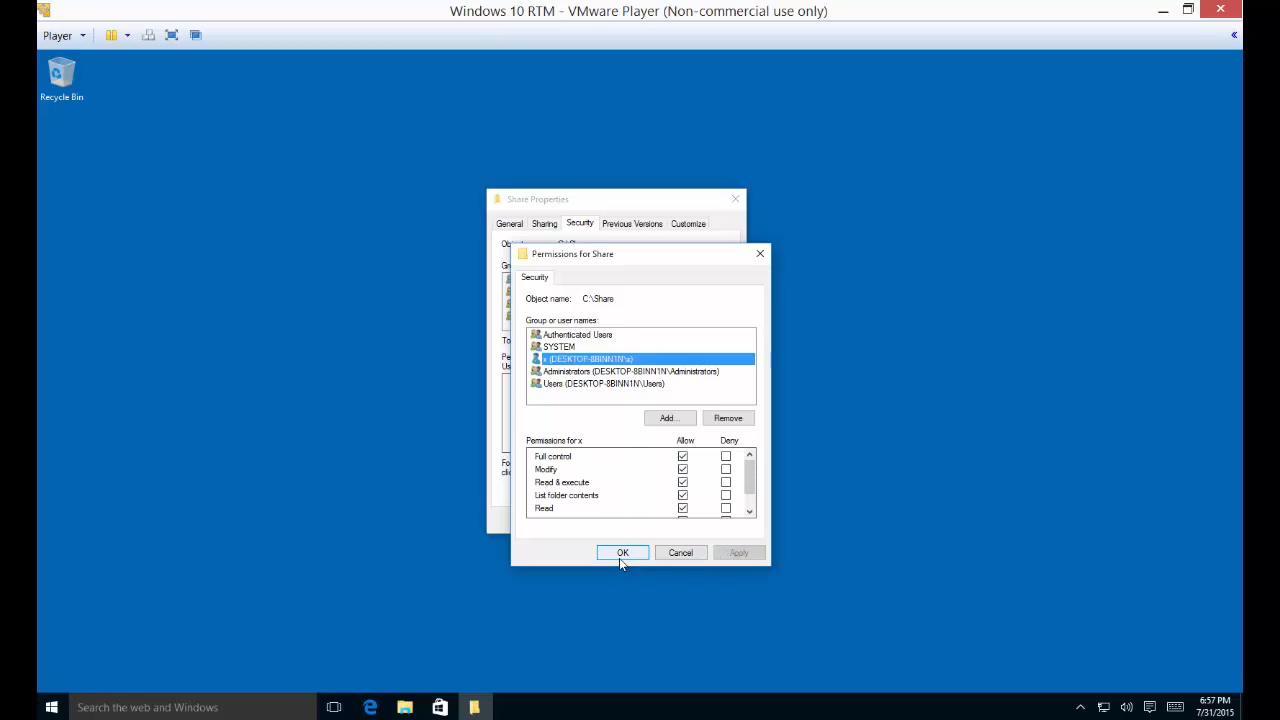 Windows 10 RTM - VMware Player (Non-commercial use only)
Player
Recycle Bin
Share Properties
General Sharing Security Previous Versions Customize
Permissions for Share
Security
Object name: C:\Share
Group or user names:
Authenticated Users
SYSTEM
x (DESKTOP-8BINN1N\x)
Administrators (DESKTOP-8BINN1N\Administrators)
Users (DESKTOP-8BINN1N\Users)
Add... Remove
Permissions for x Allow Deny
Full control
Modify
Read & execute
List folder contents
Read
OK Cancel Apply
Search the web and Windows
6:57 PM
7/31/2015